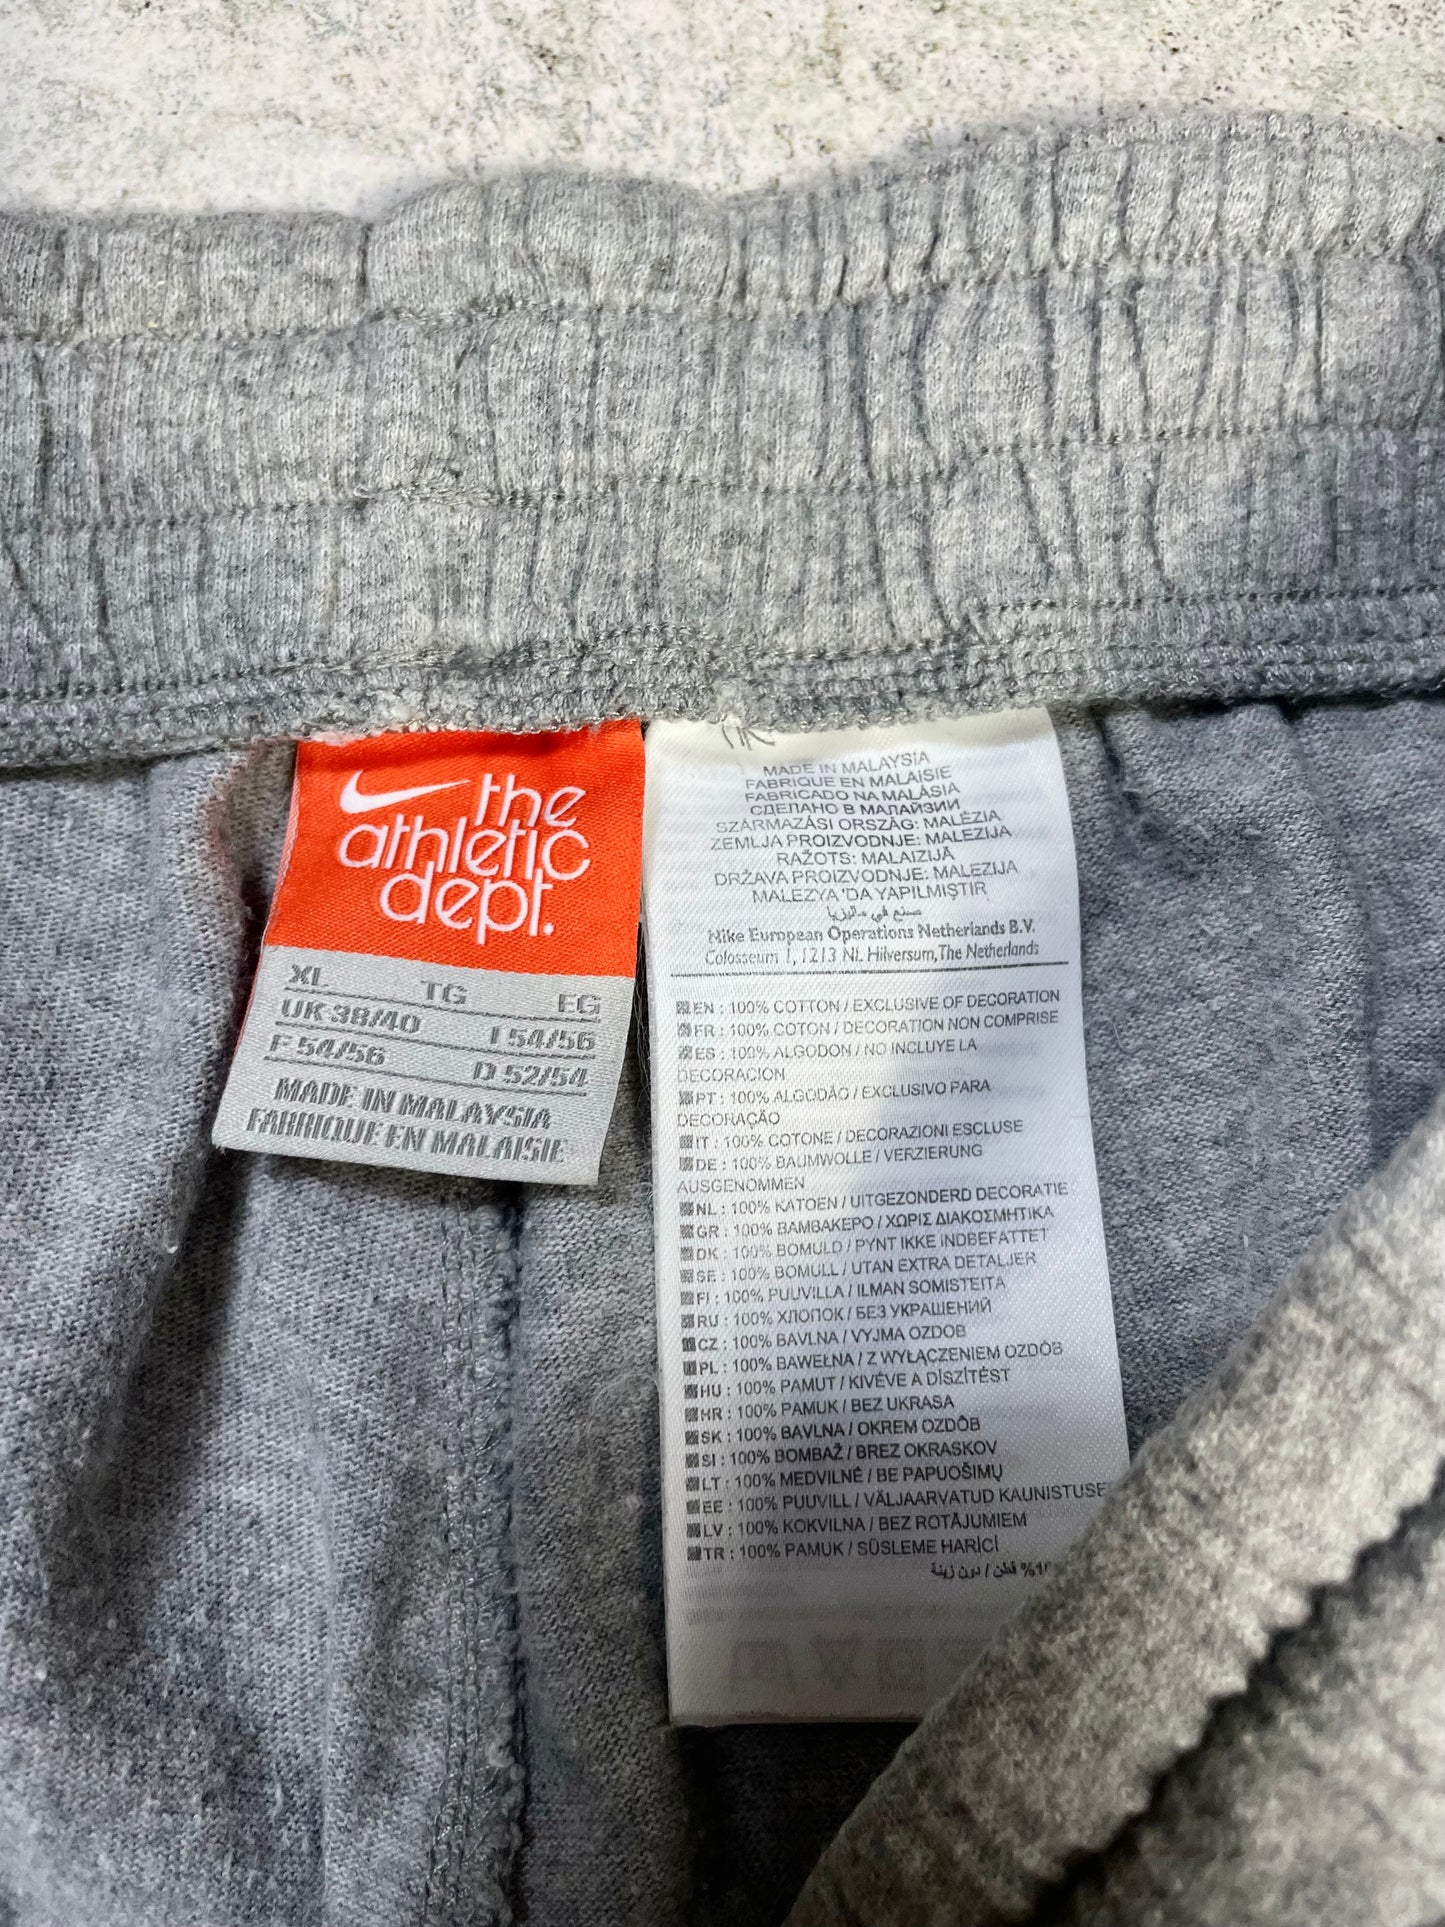 the
athletic
dept.
XL TG EG
UK 38/40 I 54/56
F 54/56 D 52/54
MADE IN MALAYSIA
FABRIQUE EN MALAISIE
MADE IN MALAYSIA
FABRIQUE EN MALAISIE
FABRICADO NA MALÁSIA
СДЕЛАНО В МАЛАЙЗИИ
SZÁRMAZÁSI ORSZÁG: MALÉZIA
ZEMLJA PROIZVODNJE: MALEZIJA
RAŽOTS: MALAIZIJĀ
DRŽAVA PROIZVODNJE: MALEZIJA
MALEZYA'DA YAPILMIŞTIR
صنع في ماليزيا
Nike European Operations Netherlands B.V.
Colosseum 1, 1213 NL Hilversum, The Netherlands
EN : 100% COTTON / EXCLUSIVE OF DECORATION
FR : 100% COTON / DECORATION NON COMPRISE
ES : 100% ALGODON / NO INCLUYE LA
DECORACION
PT : 100% ALGODÃO / EXCLUSIVO PARA
DECORAÇÃO
IT : 100% COTONE / DECORAZIONI ESCLUSE
DE : 100% BAUMWOLLE / VERZIERUNG
AUSGENOMMEN
NL : 100% KATOEN / UITGEZONDERD DECORATIE
GR : 100% ΒΑΜΒΑΚΕΡΟ / ΧΩΡΙΣ ΔΙΑΚΟΣΜΗΤΙΚΑ
DK : 100% BOMULD / PYNT IKKE INDBEFATTET
SE : 100% BOMULL / UTAN EXTRA DETALJER
FI : 100% PUUVILLA / ILMAN SOMISTEITA
RU : 100% ХЛОПОК / БЕЗ УКРАШЕНИЙ
CZ : 100% BAVLNA / VYJMA OZDOB
PL : 100% BAWEŁNA / Z WYŁĄCZENIEM OZDÓB
HU : 100% PAMUT / KIVÉVE A DÍSZÍTÉST
HR : 100% PAMUK / BEZ UKRASA
SK : 100% BAVLNA / OKREM OZDÔB
SI : 100% BOMBAŽ / BREZ OKRASKOV
LT : 100% MEDVILNĖ / BE PAPUOŠIMŲ
EE : 100% PUUVILL / VÄLJAARVATUD KAUNISTUSE
LV : 100% KOKVILNA / BEZ ROTĀJUMIEM
TR : 100% PAMUK / SÜSLEME HARİCİ
قطن / بدون زينة